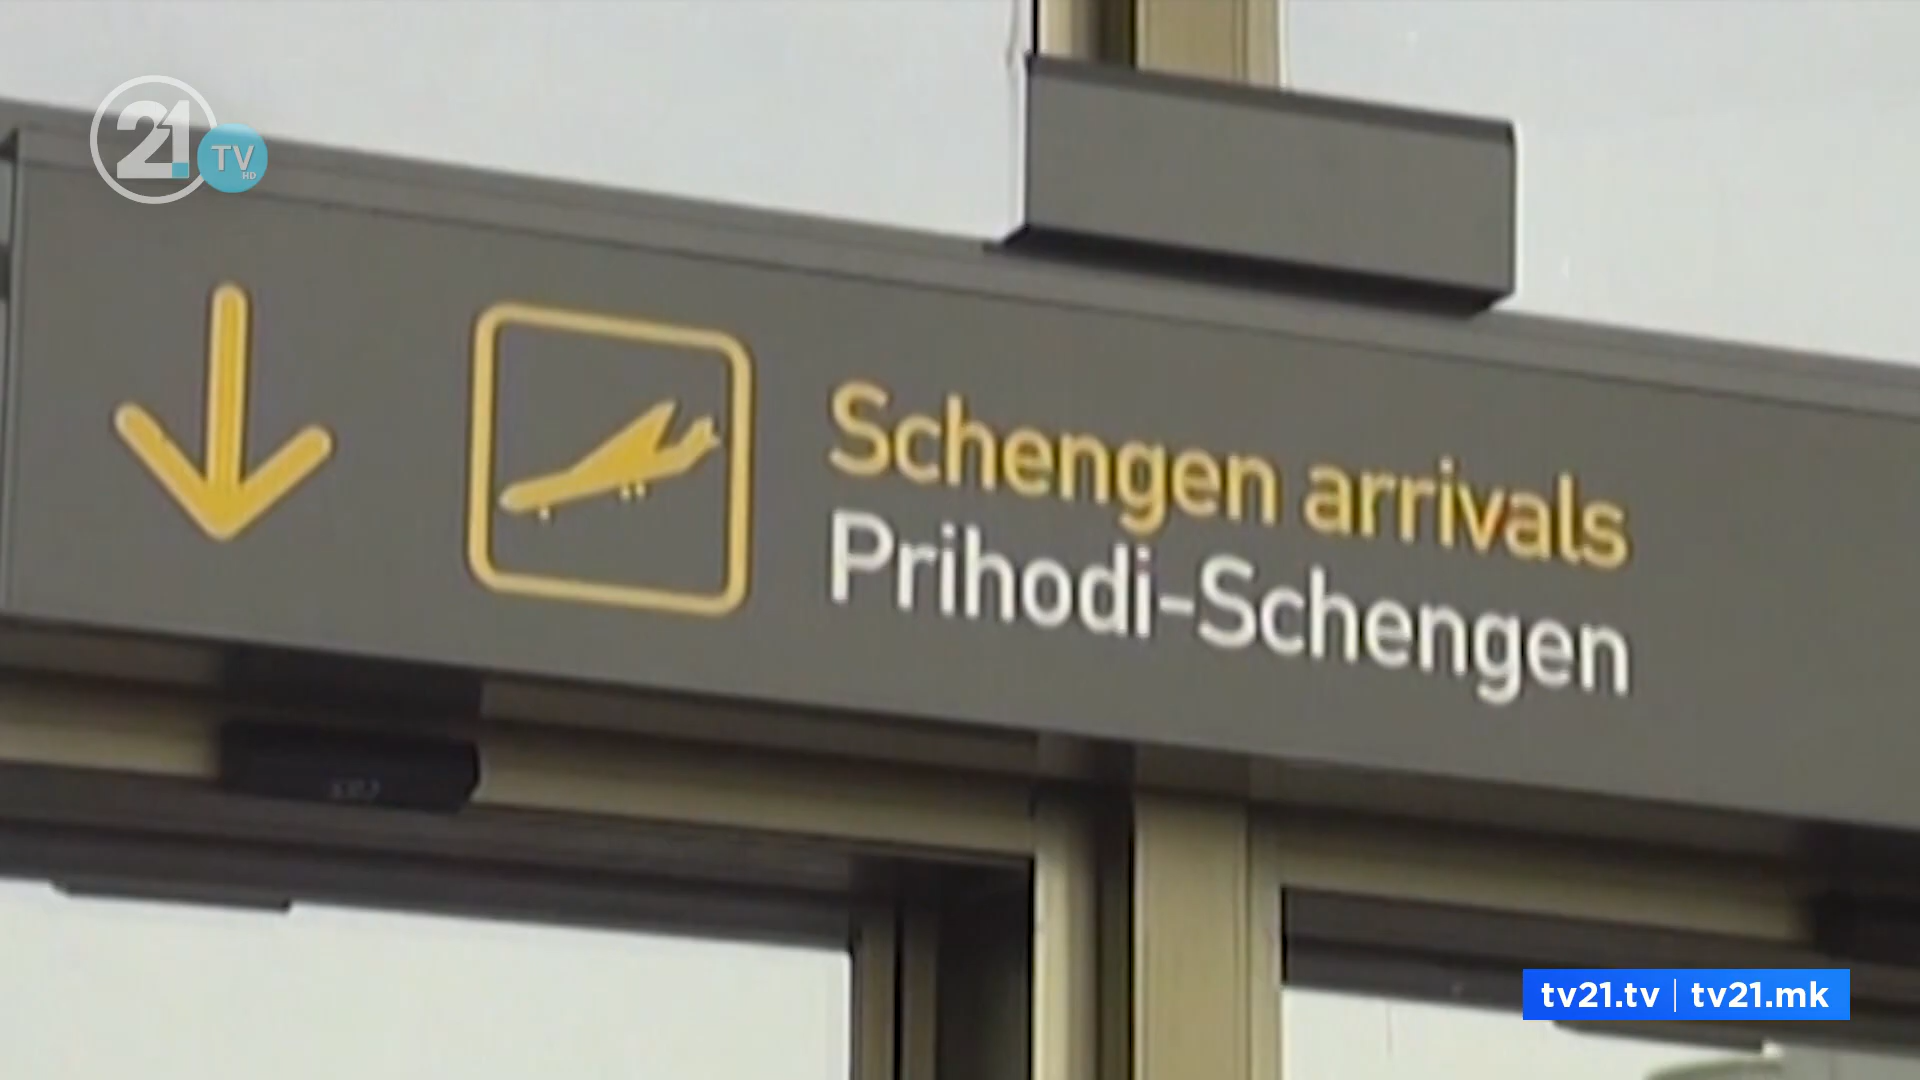 21
TV
HD
Schengen arrivals
Prihodi-Schengen
tv21.tv | tv21.mk